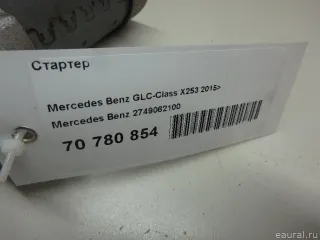 Стартер
Mercedes Benz GLC-Class X253 2015>
Mercedes Benz 2749062100
70 780 854
eaural.ru